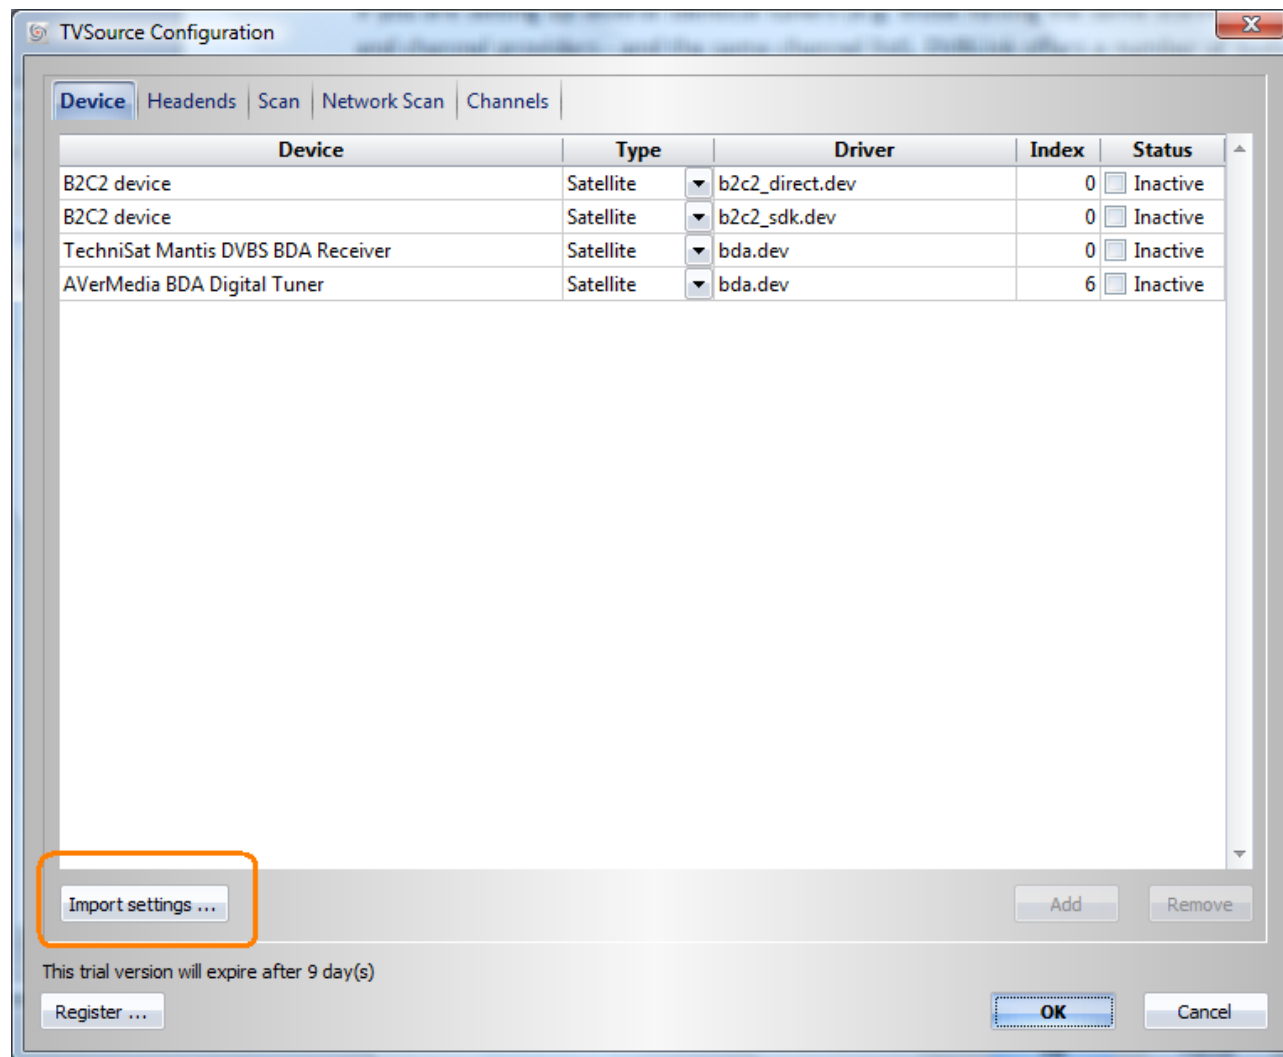 TVSource Configuration
Device Headends Scan Network Scan Channels
Device Type Driver Index Status
B2C2 device Satellite b2c2_direct.dev 0 Inactive
B2C2 device Satellite b2c2_sdk.dev 0 Inactive
TechniSat Mantis DVBS BDA Receiver Satellite bda.dev 0 Inactive
AVerMedia BDA Digital Tuner Satellite bda.dev 6 Inactive
Import settings ... Add Remove
This trial version will expire after 9 day(s)
Register ... OK Cancel